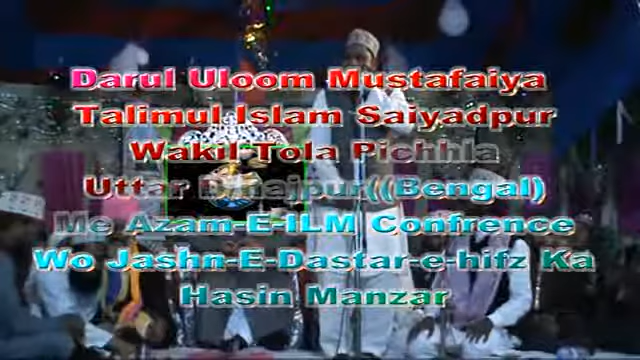 Darul Uloom Mustafaiya
Talimul Islam Saiyadpur
Wakil Tola Pichhla
Uttar Dinajpur((Bengal)
Me Azam-E-ILM Confrence
Wo Jashn-E-Dastar-e-hifz Ka
Hasin Manzar